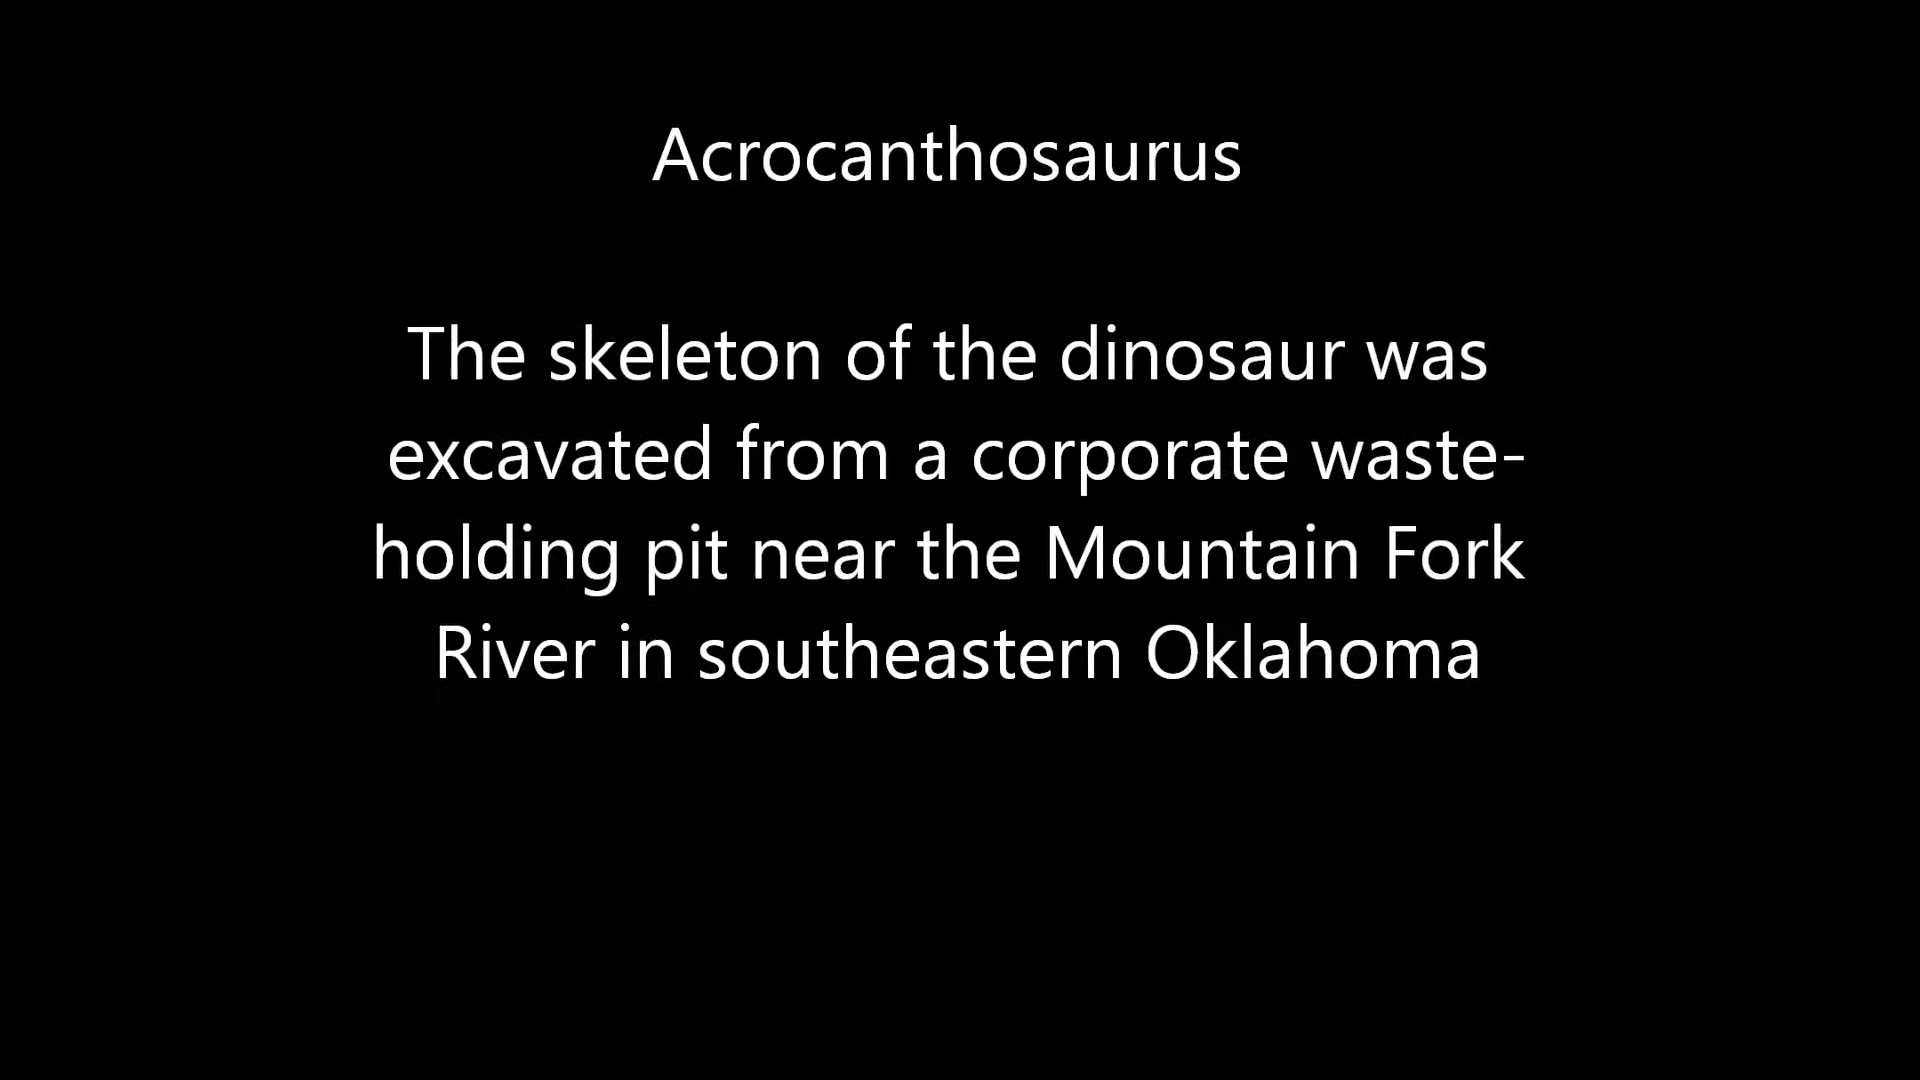 Acrocanthosaurus
The skeleton of the dinosaur was
excavated from a corporate waste-
holding pit near the Mountain Fork
River in southeastern Oklahoma